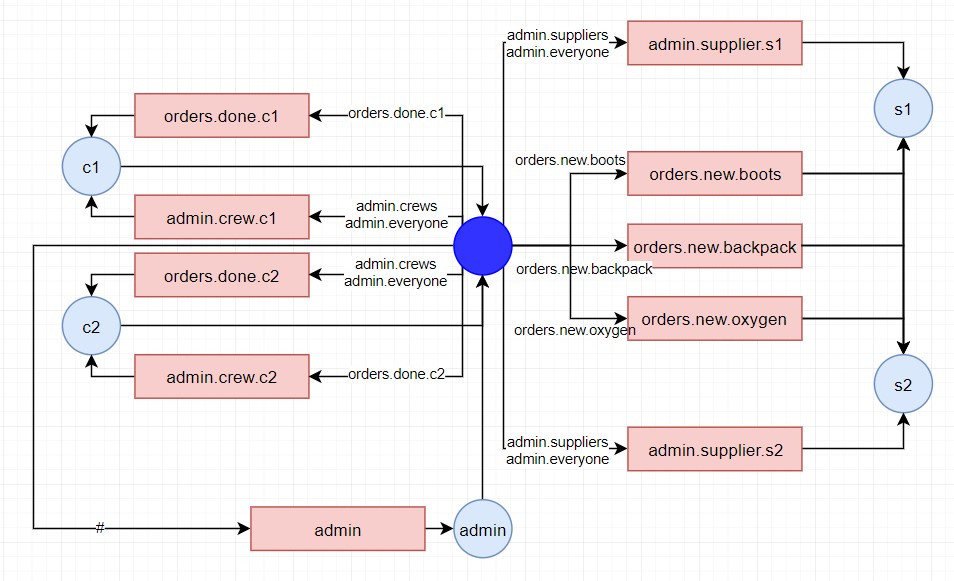 admin.suppliers
admin.everyone
admin.supplier.s1
s1
orders.done.c1
orders.done.c1
c1
orders.new.boots
orders.new.boots
admin.crew.c1
admin.crews
admin.everyone
orders.new.backpack
orders.new.backpack
orders.done.c2
admin.crews
admin.everyone
c2
orders.new.oxygen
orders.new.oxygen
admin.crew.c2
orders.done.c2
s2
admin.suppliers
admin.everyone
admin.supplier.s2
#
admin
admin